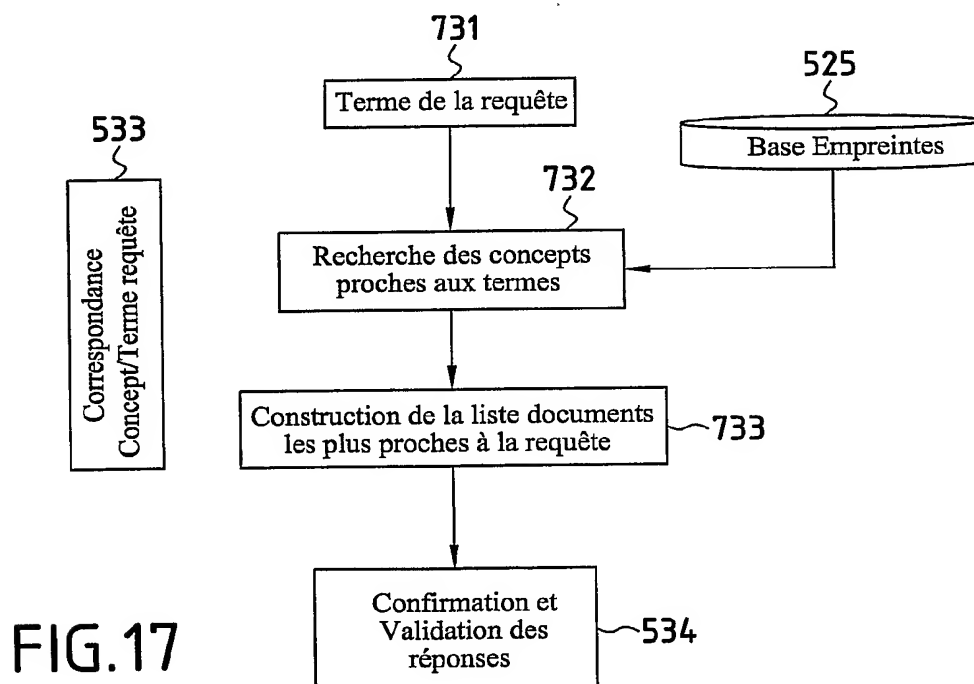 731
Terme de la requête
525
Base Empreintes
533
Correspondance
Concept/Terme requête
732
Recherche des concepts
proches aux termes
Construction de la liste documents
les plus proches à la requête
733
Confirmation et
Validation des
réponses
534
FIG.17